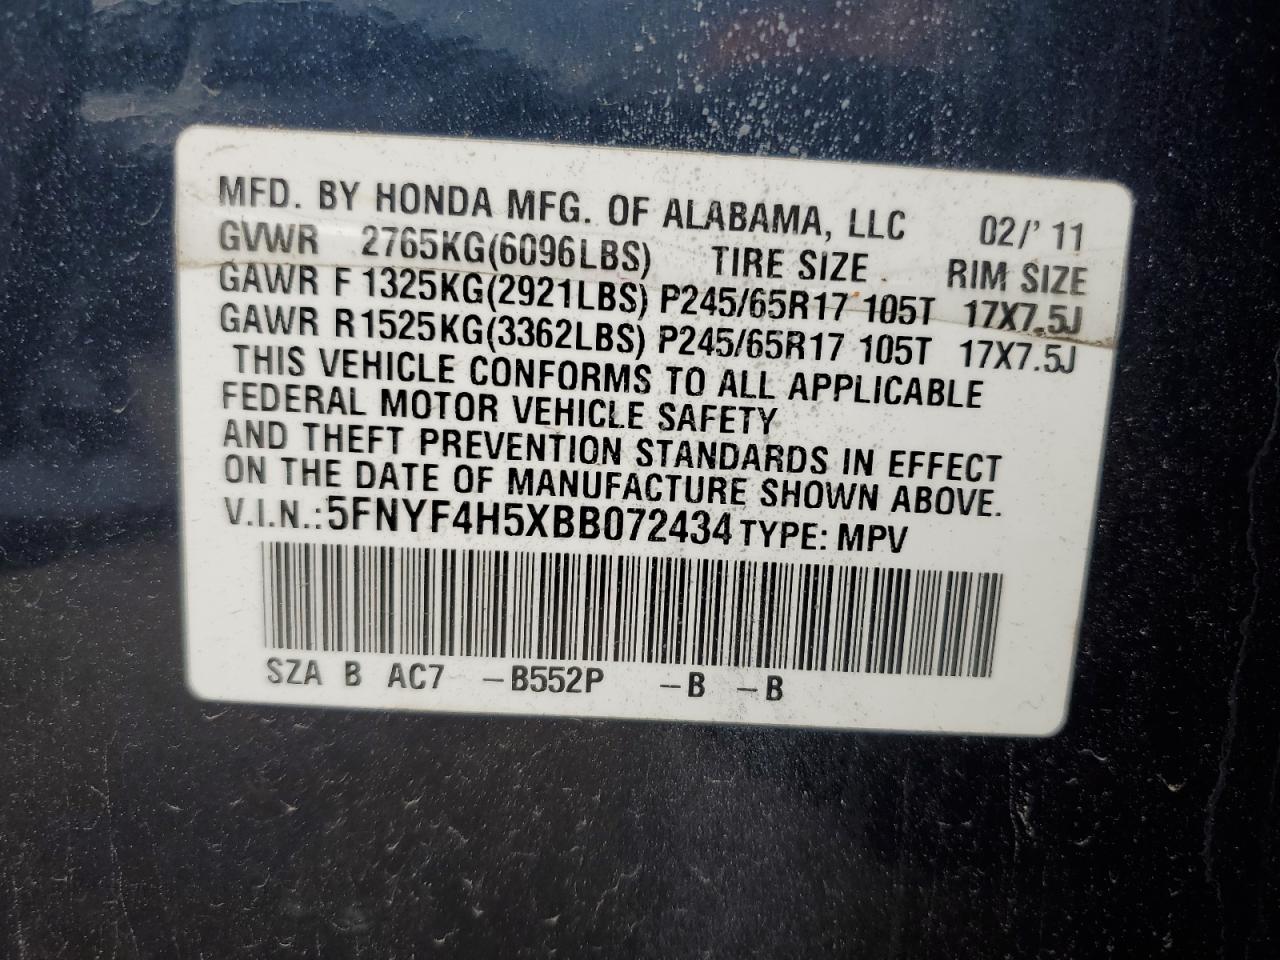 MFD. BY HONDA MFG. OF ALABAMA, LLC 02/' 11
GVWR 2765KG(6096LBS) TIRE SIZE RIM SIZE
GAWR F 1325KG(2921LBS) P245/65R17 105T 17X7.5J
GAWR R1525KG(3362LBS) P245/65R17 105T 17X7.5J
THIS VEHICLE CONFORMS TO ALL APPLICABLE
FEDERAL MOTOR VEHICLE SAFETY
AND THEFT PREVENTION STANDARDS IN EFFECT
ON THE DATE OF MANUFACTURE SHOWN ABOVE.
V.I.N.: 5FNYF4H5XBB072434 TYPE: MPV
SZA B AC7 -B552P -B -B